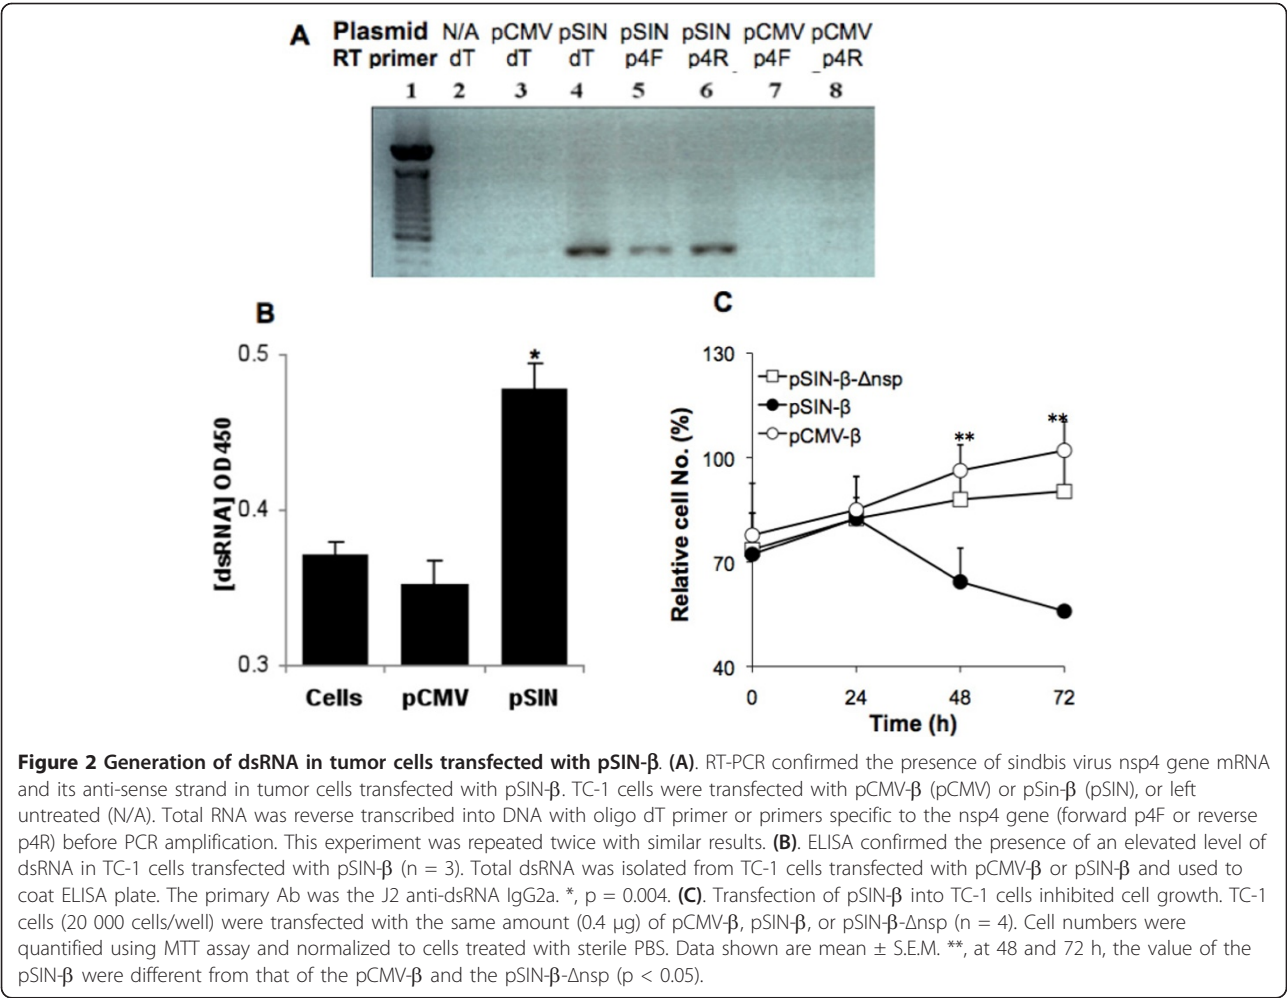 A Plasmid N/A pCMV pSIN pSIN pSIN pCMV pCMV
RT primer dT dT dT p4F p4R p4F p4R
1 2 3 4 5 6 7 8
B
[dsRNA] OD450
0.5
0.4
0.3
*
Cells pCMV pSIN
C
Relative cell No. (%)
130
100
70
40
pSIN-β-Δnsp
pSIN-β
pCMV-β
** **
0 24 48 72
Time (h)
Figure 2 Generation of dsRNA in tumor cells transfected with pSIN-β. (A). RT-PCR confirmed the presence of sindbis virus nsp4 gene mRNA
and its anti-sense strand in tumor cells transfected with pSIN-β. TC-1 cells were transfected with pCMV-β (pCMV) or pSin-β (pSIN), or left
untreated (N/A). Total RNA was reverse transcribed into DNA with oligo dT primer or primers specific to the nsp4 gene (forward p4F or reverse
p4R) before PCR amplification. This experiment was repeated twice with similar results. (B). ELISA confirmed the presence of an elevated level of
dsRNA in TC-1 cells transfected with pSIN-β (n = 3). Total dsRNA was isolated from TC-1 cells transfected with pCMV-β or pSIN-β and used to
coat ELISA plate. The primary Ab was the J2 anti-dsRNA IgG2a. *, p = 0.004. (C). Transfection of pSIN-β into TC-1 cells inhibited cell growth. TC-1
cells (20 000 cells/well) were transfected with the same amount (0.4 μg) of pCMV-β, pSIN-β, or pSIN-β-Δnsp (n = 4). Cell numbers were
quantified using MTT assay and normalized to cells treated with sterile PBS. Data shown are mean ± S.E.M. **, at 48 and 72 h, the value of the
pSIN-β were different from that of the pCMV-β and the pSIN-β-Δnsp (p < 0.05).